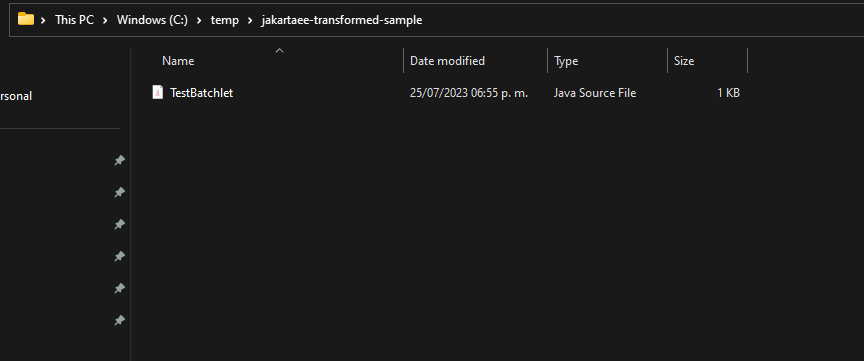 This PC > Windows (C:) > temp > jakartaee-transformed-sample
Name Date modified Type Size
rsonal
TestBatchlet 25/07/2023 06:55 p. m. Java Source File 1 KB